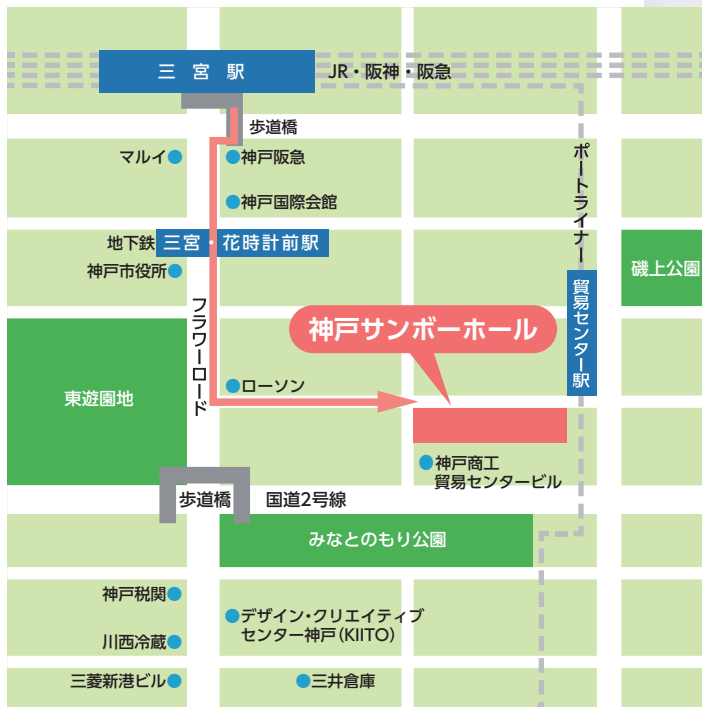 三宮駅
JR・阪神・阪急
歩道橋
マルイ
神戸阪急
神戸国際会館
ポートライナー
地下鉄
三宮・花時計前駅
神戸市役所
磯上公園
貿易センター駅
フラワーロード
神戸サンボーホール
ローソン
東遊園地
神戸商工
貿易センタービル
歩道橋
国道2号線
みなとのもり公園
神戸税関
デザイン・クリエイティブ
センター神戸(KIITO)
川西冷蔵
三菱新港ビル
三井倉庫